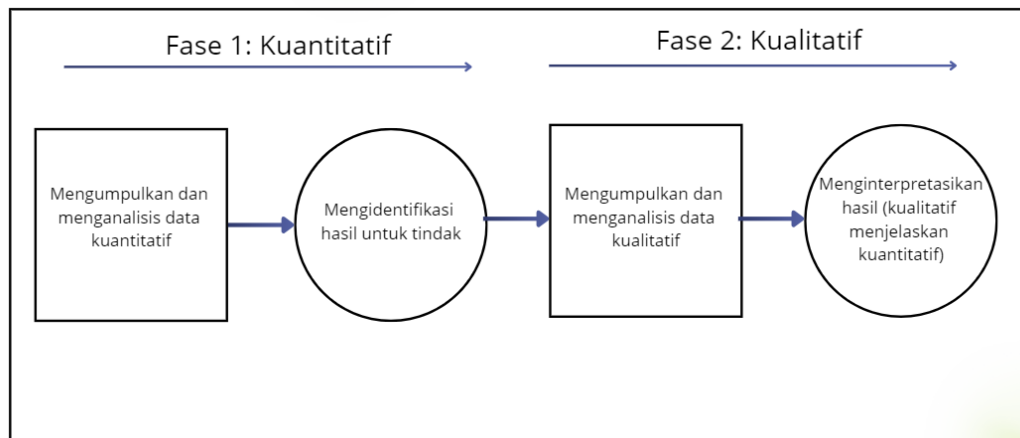 Fase 1: Kuantitatif
Fase 2: Kualitatif
Mengumpulkan dan
menganalisis data
kuantitatif
Mengidentifikasi
hasil untuk tindak
Mengumpulkan dan
menganalisis data
kualitatif
Menginterpretasikan
hasil (kualitatif
menjelaskan
kuantitatif)